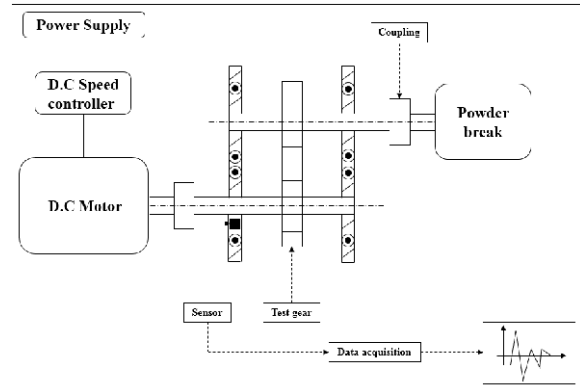 Power Supply
Coupling
D.C Speed
controller
Powder
break
D.C Motor
Sensor
Test gear
Data acquisition